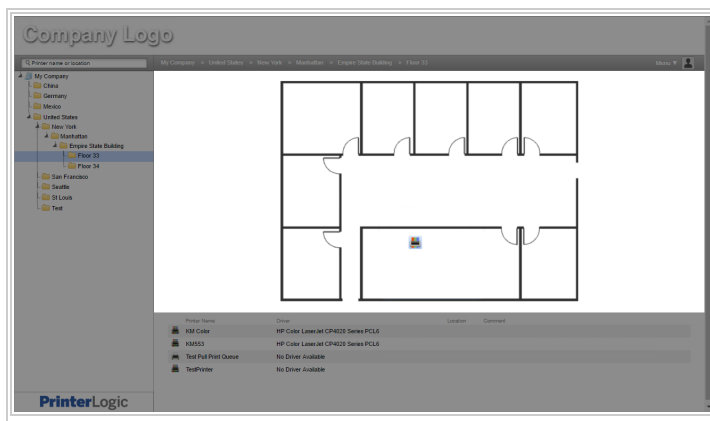 Company Logo
Printer name or location
My Company » United States » New York » Manhattan » Empire State Building » Floor 33
Menu ▼
My Company
China
Germany
Mexico
United States
New York
Manhattan
Empire State Building
Floor 33
Floor 34
San Francisco
Seattle
St Louis
Test
Printer Name Driver Location Comment
KM Color HP Color LaserJet CP4020 Series PCL6
KM553 HP Color LaserJet CP4020 Series PCL6
Test Pull Print Queue No Driver Available
TestPrinter No Driver Available
PrinterLogic